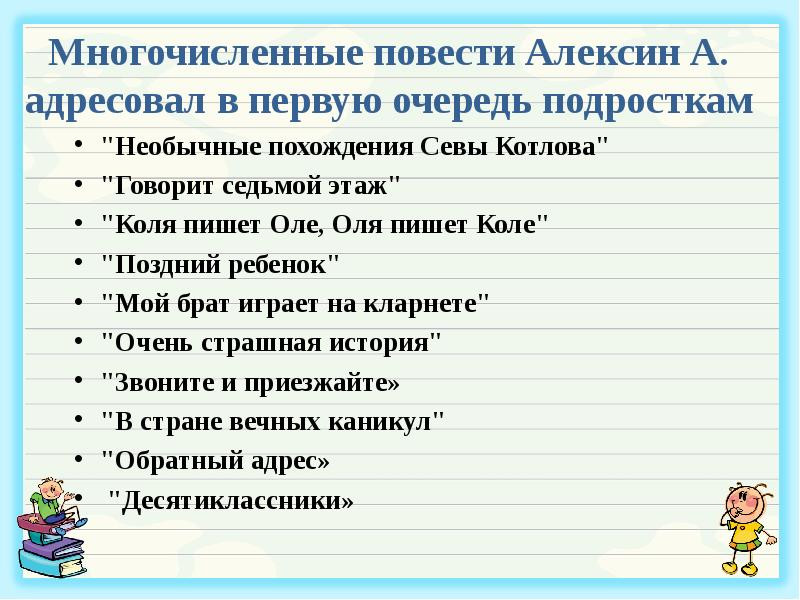 Многочисленные повести Алексин А.
адресовал в первую очередь подросткам
• "Необычные похождения Севы Котлова"
• "Говорит седьмой этаж"
• "Коля пишет Оле, Оля пишет Коле"
• "Поздний ребенок"
• "Мой брат играет на кларнете"
• "Очень страшная история"
• "Звоните и приезжайте»
• "В стране вечных каникул"
• "Обратный адрес»
• "Десятиклассники»